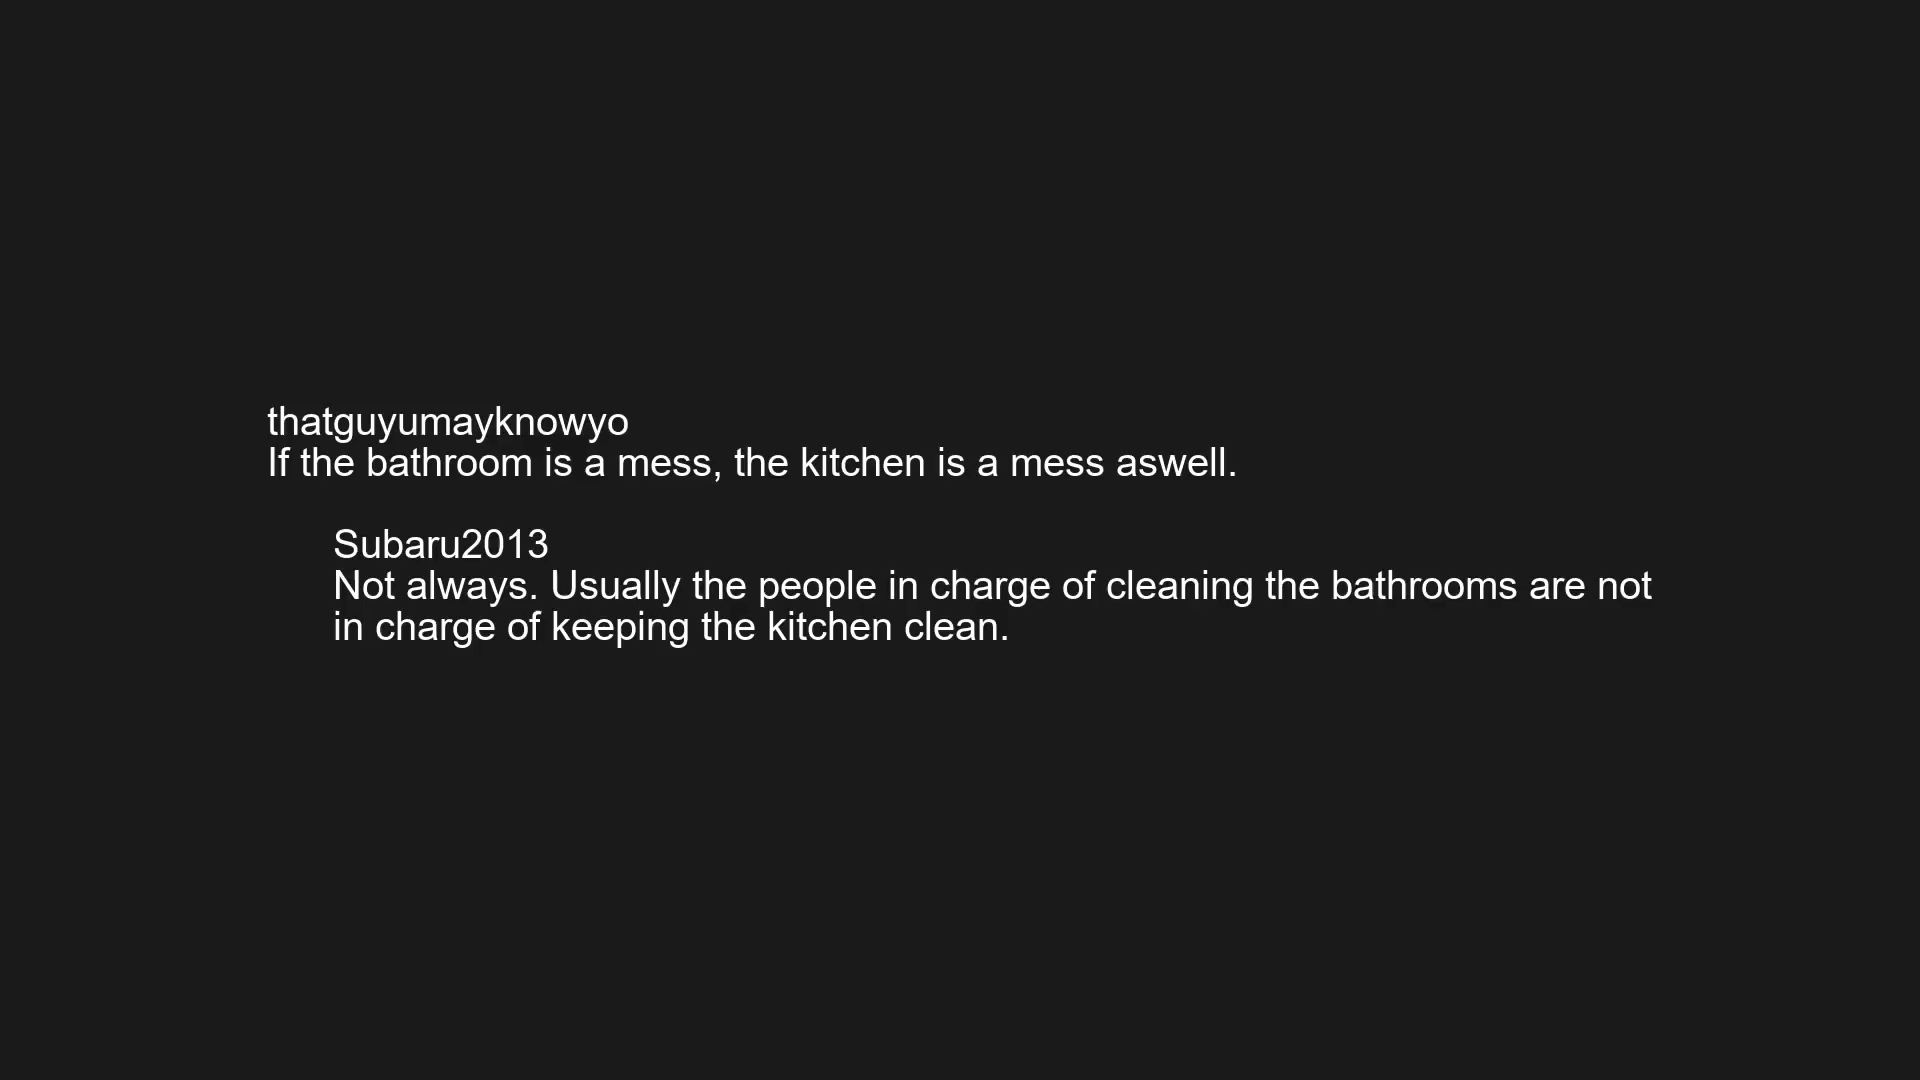 thatguyumayknowyo
If the bathroom is a mess, the kitchen is a mess aswell.
Subaru2013
Not always. Usually the people in charge of cleaning the bathrooms are not
in charge of keeping the kitchen clean.